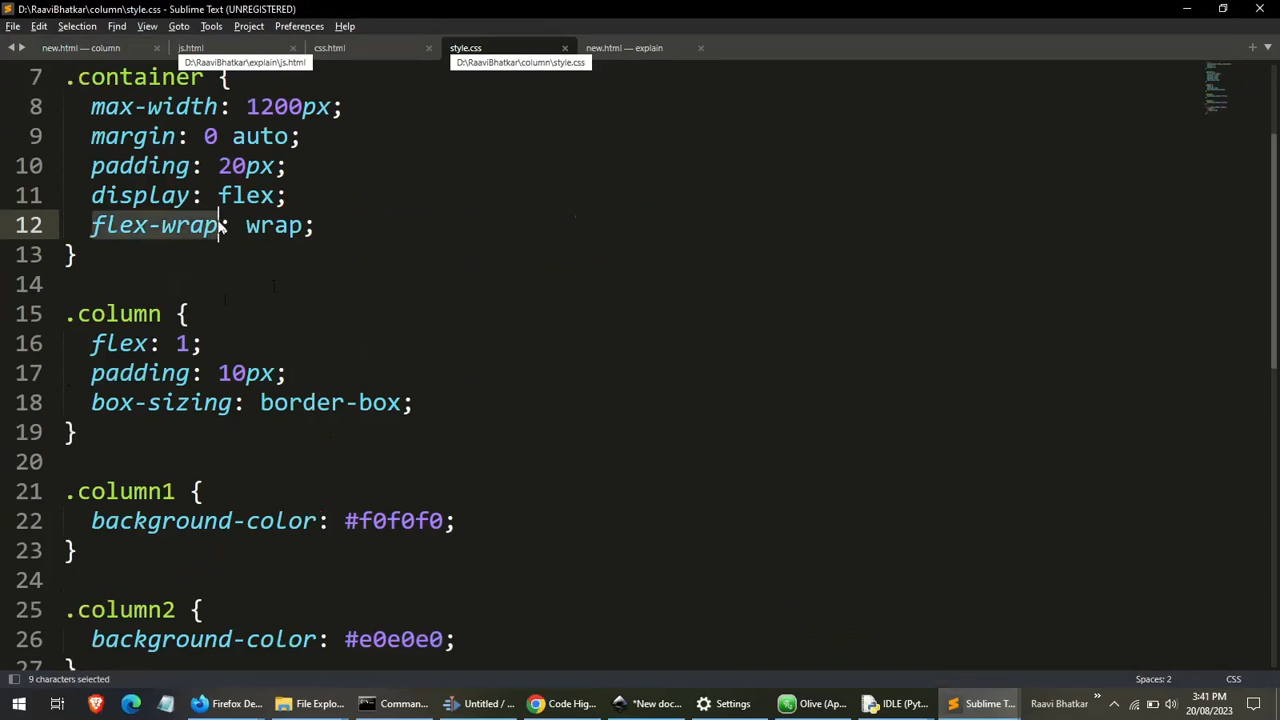 D:\RaaviBhatkar\column\style.css - Sublime Text (UNREGISTERED)
File Edit Selection Find View Goto Tools Project Preferences Help
new.html — column js.html css.html style.css new.html — explain
D:\RaaviBhatkar\explain\js.html D:\RaaviBhatkar\column\style.css
7 .container {
8 max-width: 1200px;
9 margin: 0 auto;
10 padding: 20px;
11 display: flex;
12 flex-wrap: wrap;
13 }
14
15 .column {
16 flex: 1;
17 padding: 10px;
18 box-sizing: border-box;
19 }
20
21 .column1 {
22 background-color: #f0f0f0;
23 }
24
25 .column2 {
26 background-color: #e0e0e0;
27 }
9 characters selected Spaces: 2 CSS
Firefox De... File Explo... Comman... Untitled / ... Code Hig... *New doc... Settings Olive (Ap... IDLE (Pyt... Sublime T... Raavi Bhatkar 3:41 PM
20/08/2023